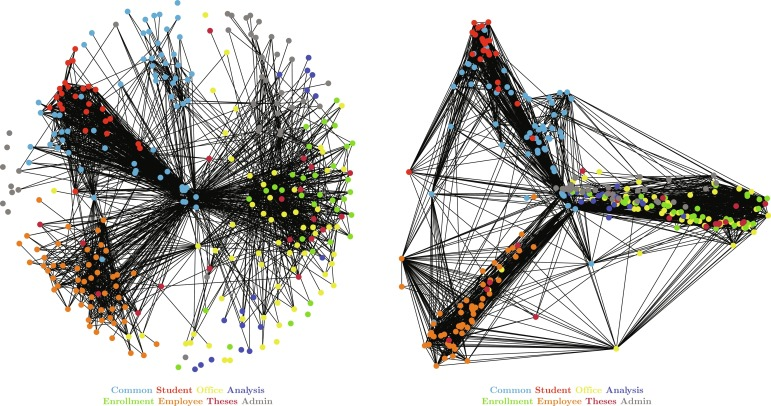 Common Student Office Analysis
Enrollment Employee Theses Admin
Common Student Office Analysis
Enrollment Employee Theses Admin